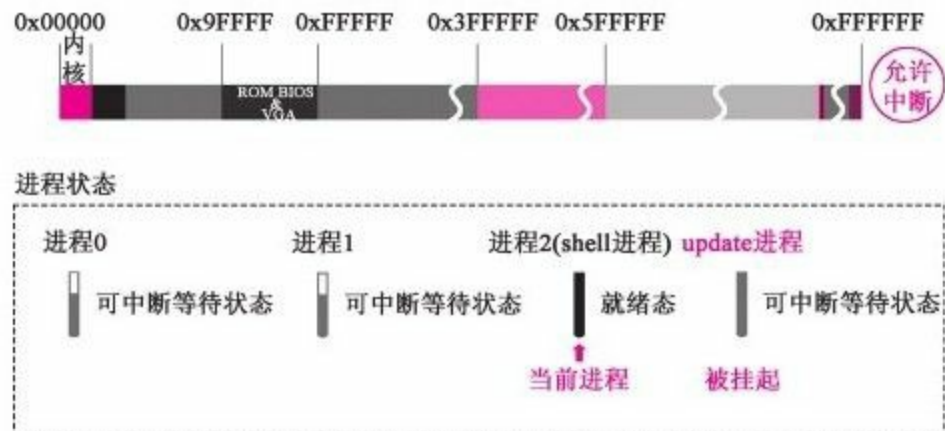 0x00000 0x9FFFF 0xFFFFF 0x3FFFFF 0x5FFFFF 0xFFFFFF
内
核
允许
中断
ROM BIOS
&
VGA
进程状态
进程0 进程1 进程2(shell进程) update进程
可中断等待状态 可中断等待状态 就绪态 可中断等待状态
当前进程 被挂起